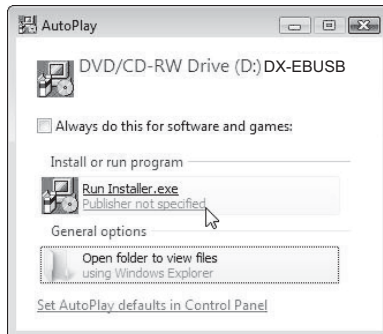 AutoPlay
DVD/CD-RW Drive (D:) DX-EBUSB
Always do this for software and games:
Install or run program
Run Installer.exe
Publisher not specified
General options
Open folder to view files
using Windows Explorer
Set AutoPlay defaults in Control Panel